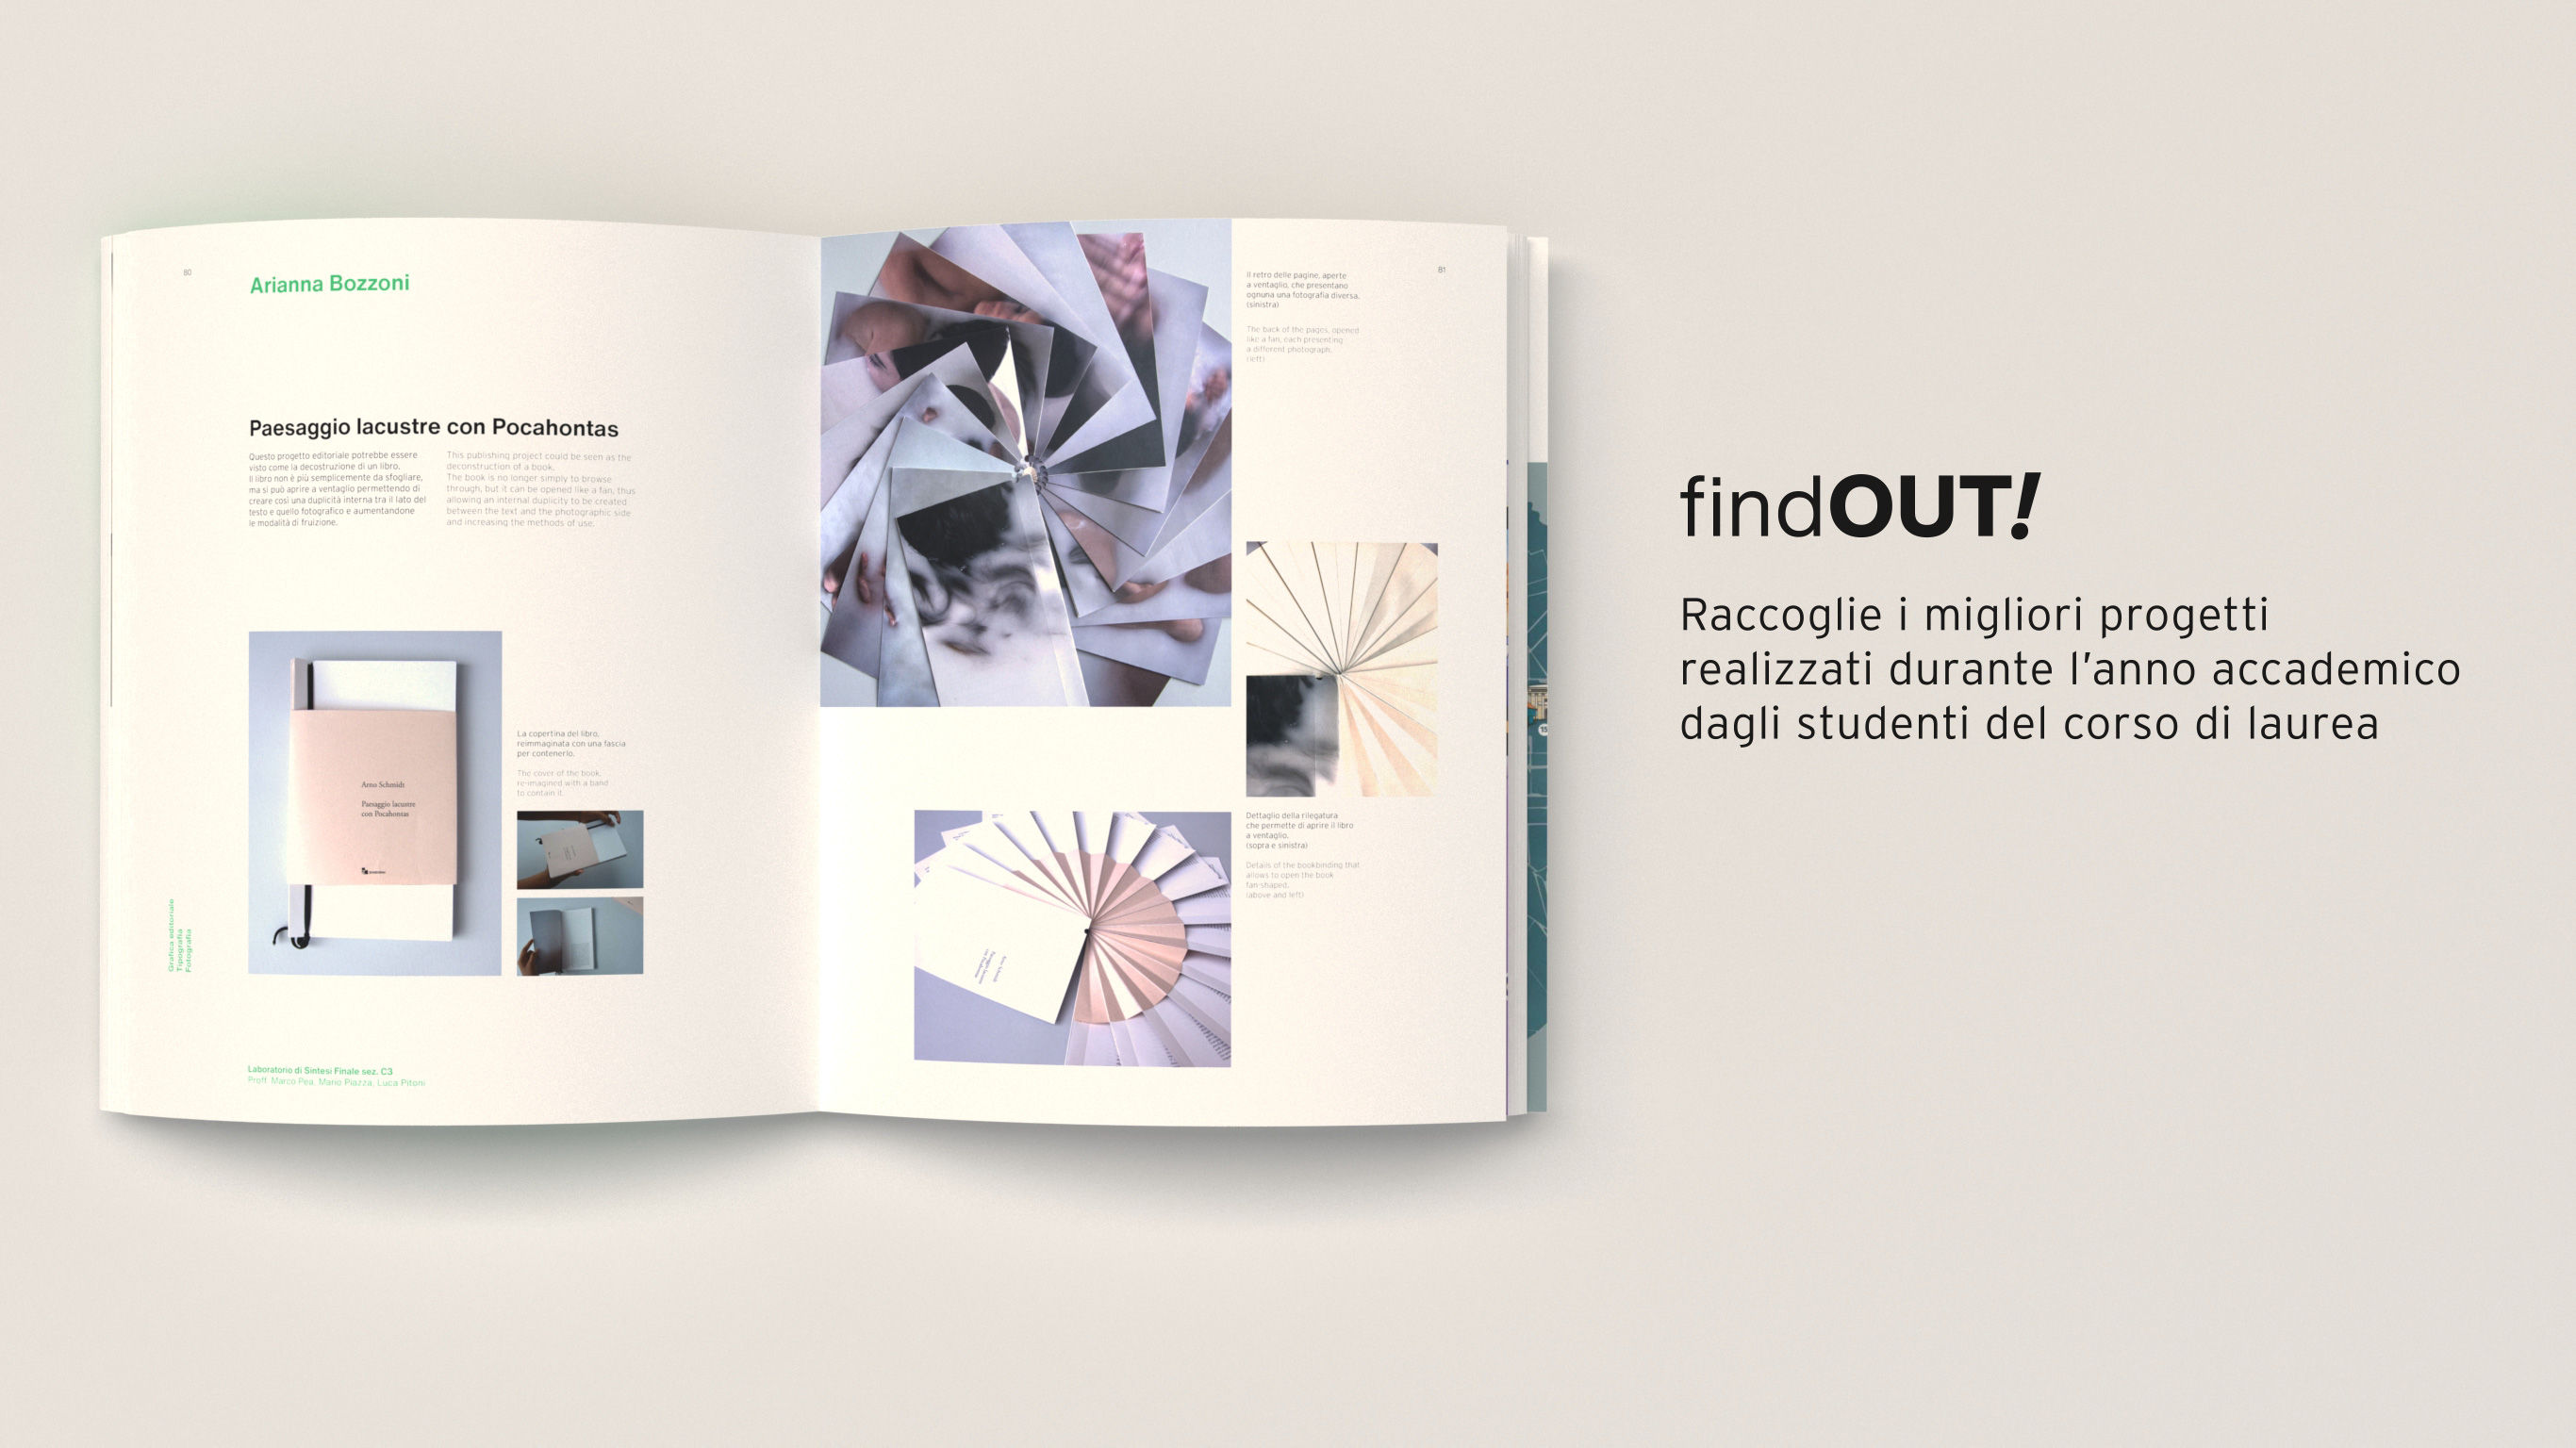 80
Arianna Bozzoni
Paesaggio lacustre con Pocahontas
Questo progetto editoriale potrebbe essere
visto come la decostruzione di un libro.
Il libro non è più semplicemente da sfogliare,
ma si può aprire a ventaglio permettendo di
creare così una duplicità interna tra il lato del
testo e quello fotografico e aumentandone
le modalità di fruizione.
This publishing project could be seen as the
deconstruction of a book.
The book is no longer simply to browse
through, but it can be opened like a fan, thus
allowing an internal duplicity to be created
between the text and the photographic side
and increasing the methods of use.
Arno Schmidt
Paesaggio lacustre
con Pocahontas
La copertina del libro,
reimmaginata con una fascia
per contenerlo.
The cover of the book,
re-imagined with a band
to contain it.
Grafica editoriale
Tipografia
Fotografia
Laboratorio di Sintesi Finale sez. C3
Proff. Marco Pea, Mario Piazza, Luca Pitoni
81
Il retro delle pagine, aperte
a ventaglio, che presentano
ognuna una fotografia diversa.
(sinistra)
The back of the pages, opened
like a fan, each presenting
a different photograph.
(left)
Dettaglio della rilegatura
che permette di aprire il libro
a ventaglio.
(sopra e sinistra)
Details of the bookbinding that
allows to open the book
fan-shaped.
(above and left)
findOUT!
Raccoglie i migliori progetti
realizzati durante l’anno accademico
dagli studenti del corso di laurea